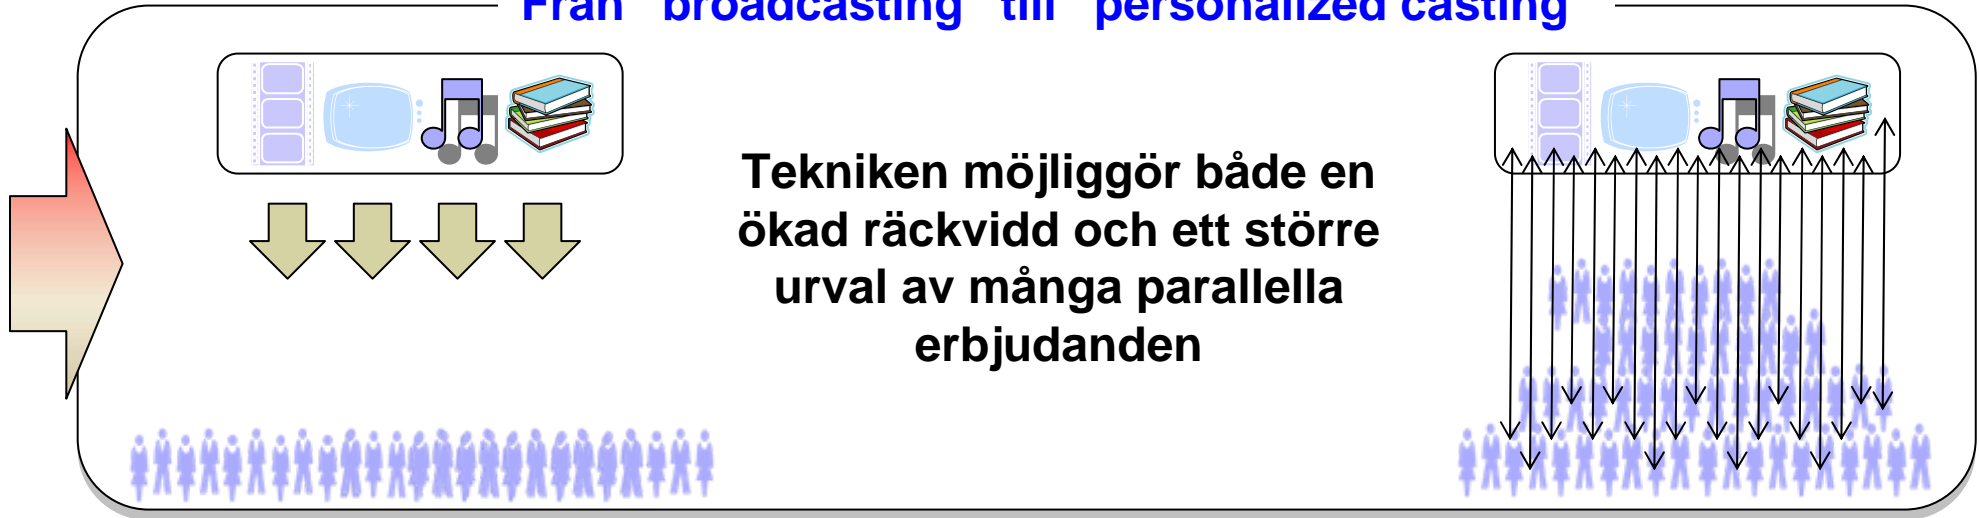 Från "broadcasting" till "personalized casting"
Tekniken möjliggör både en
ökad räckvidd och ett större
urval av många parallella
erbjudanden